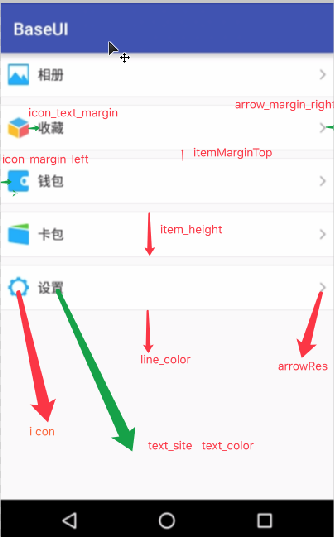 BaseUI
相册
arrow_margin_right
icon_text_margin
收藏
itemMarginTop
icon_margin_left
钱包
item_height
卡包
设置
line_color
arrowRes
icon
text_site text_color